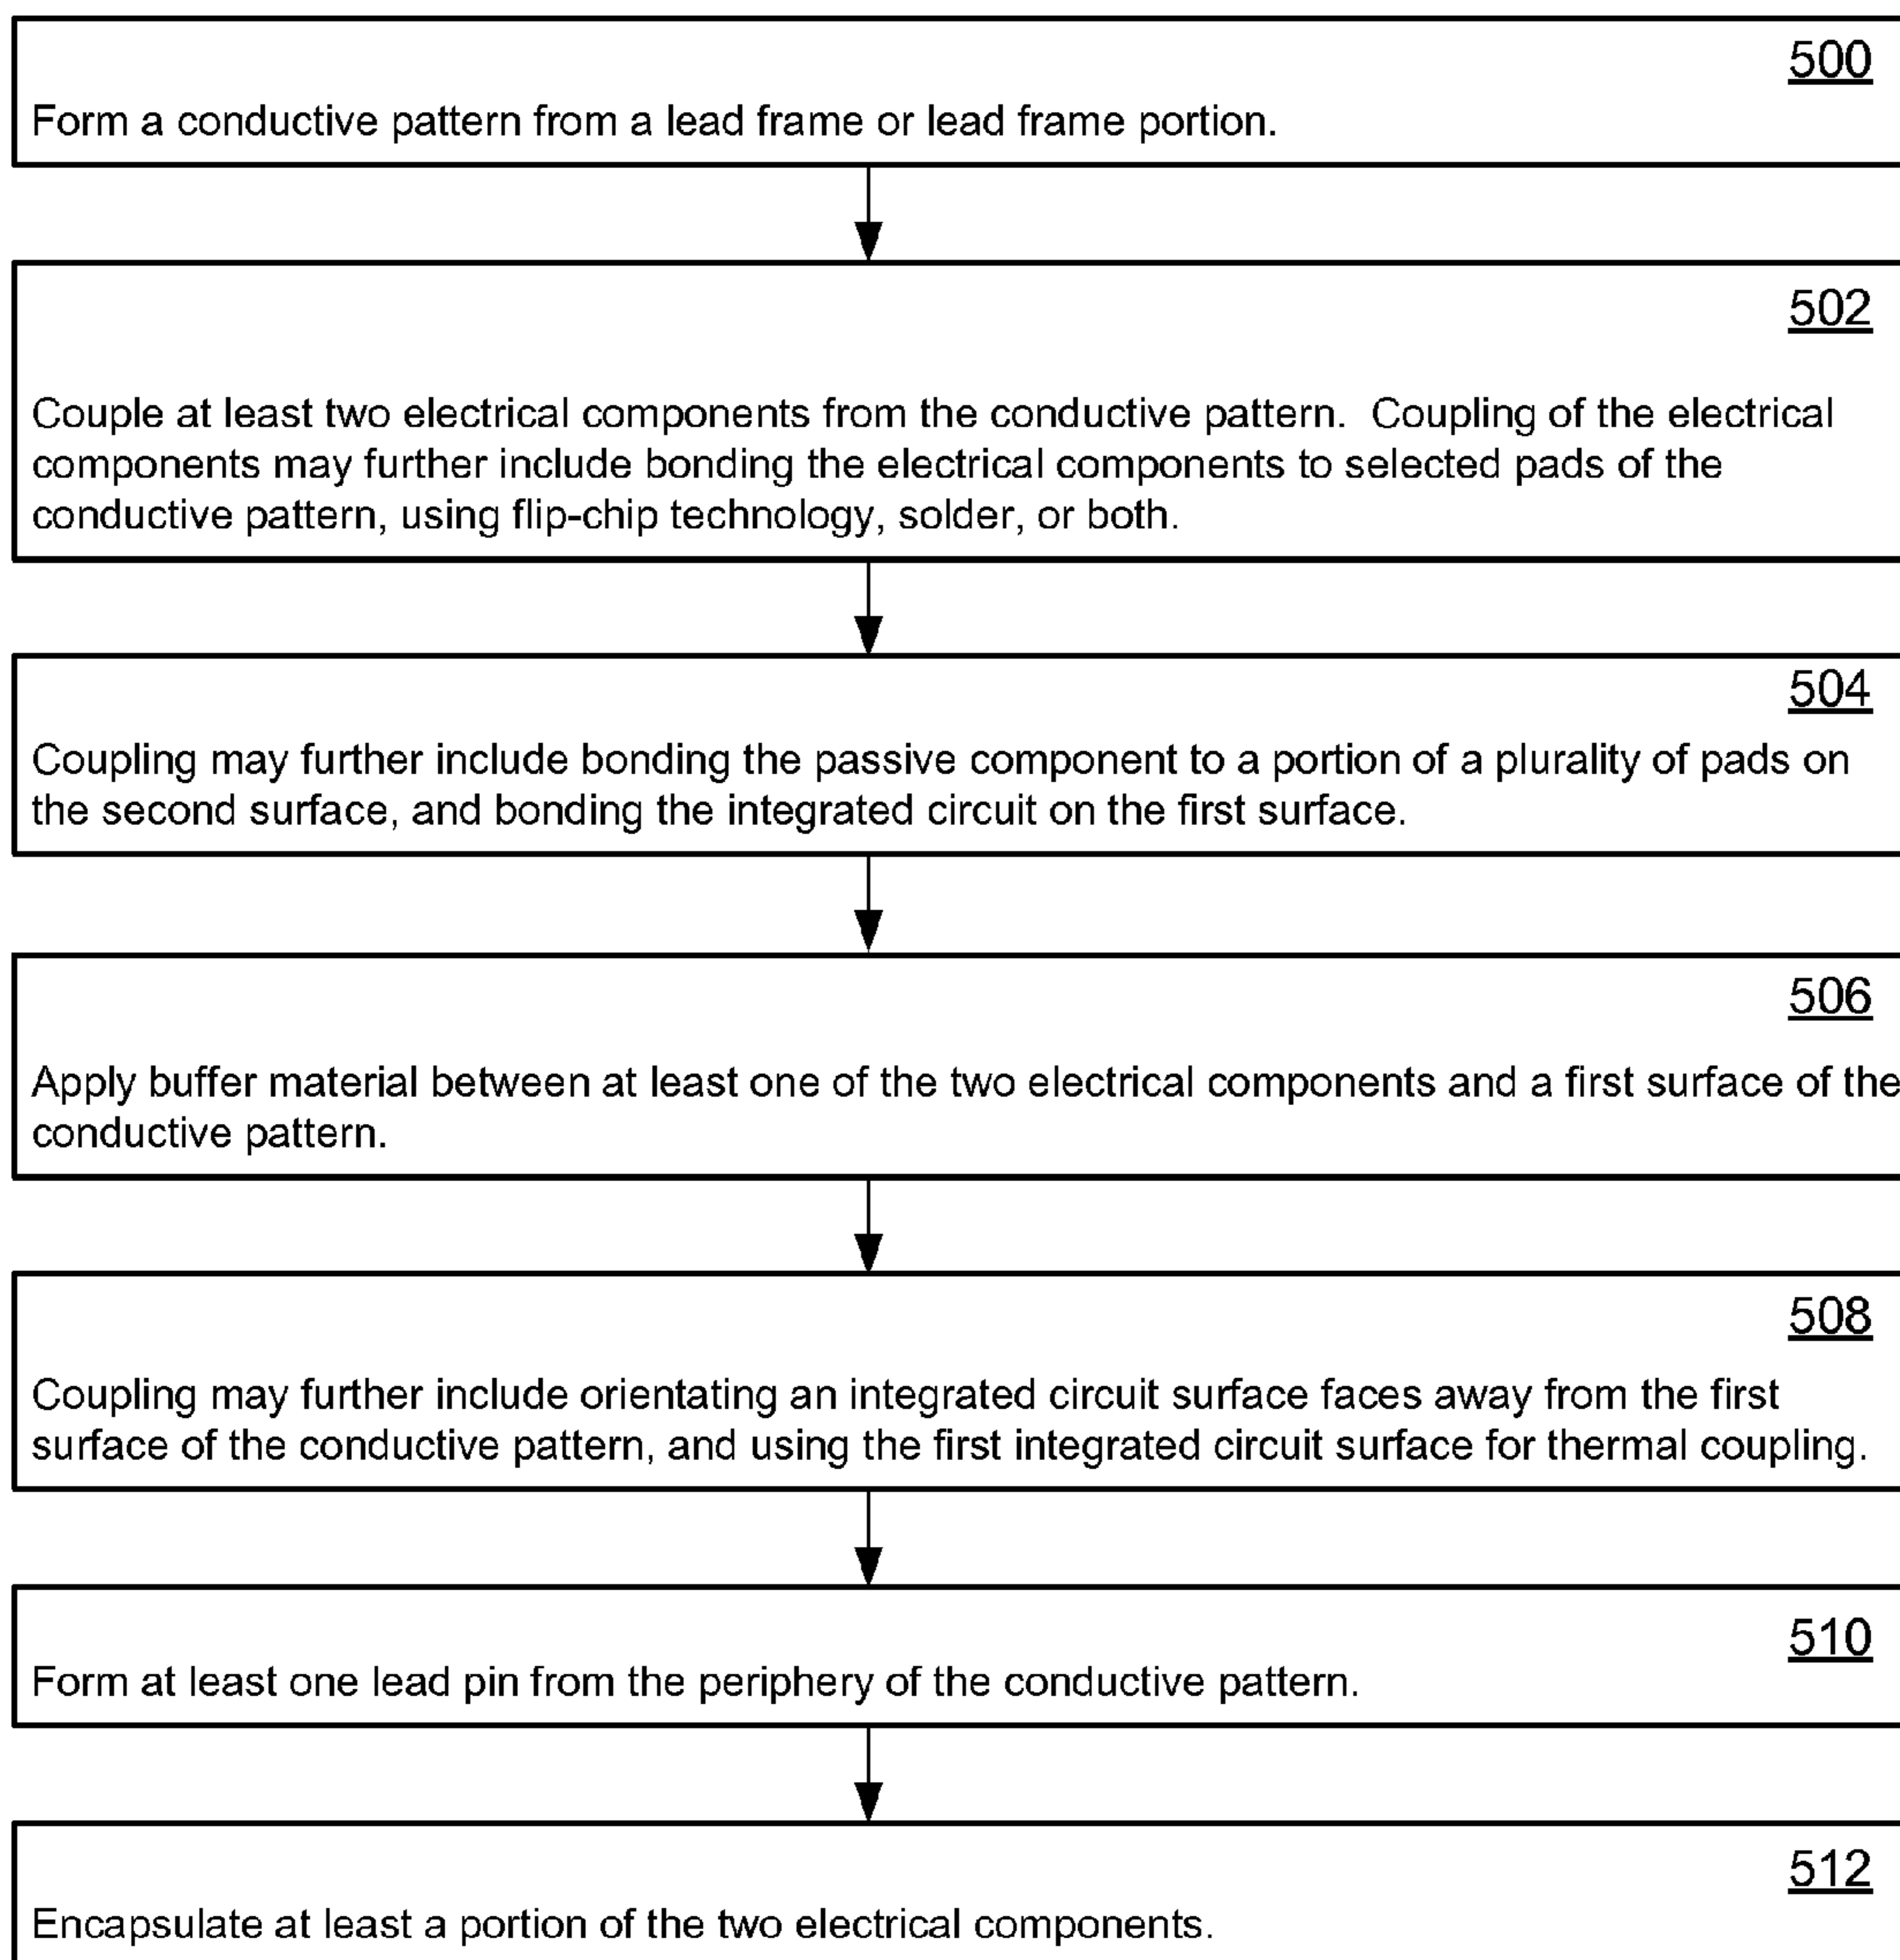 500
Form a conductive pattern from a lead frame or lead frame portion.
502
Couple at least two electrical components from the conductive pattern.  Coupling of the electrical
components may further include bonding the electrical components to selected pads of the
conductive pattern, using flip-chip technology, solder, or both.
504
Coupling may further include bonding the passive component to a portion of a plurality of pads on
the second surface, and bonding the integrated circuit on the first surface.
506
Apply buffer material between at least one of the two electrical components and a first surface of the
conductive pattern.
508
Coupling may further include orientating an integrated circuit surface faces away from the first
surface of the conductive pattern, and using the first integrated circuit surface for thermal coupling.
510
Form at least one lead pin from the periphery of the conductive pattern.
512
Encapsulate at least a portion of the two electrical components.